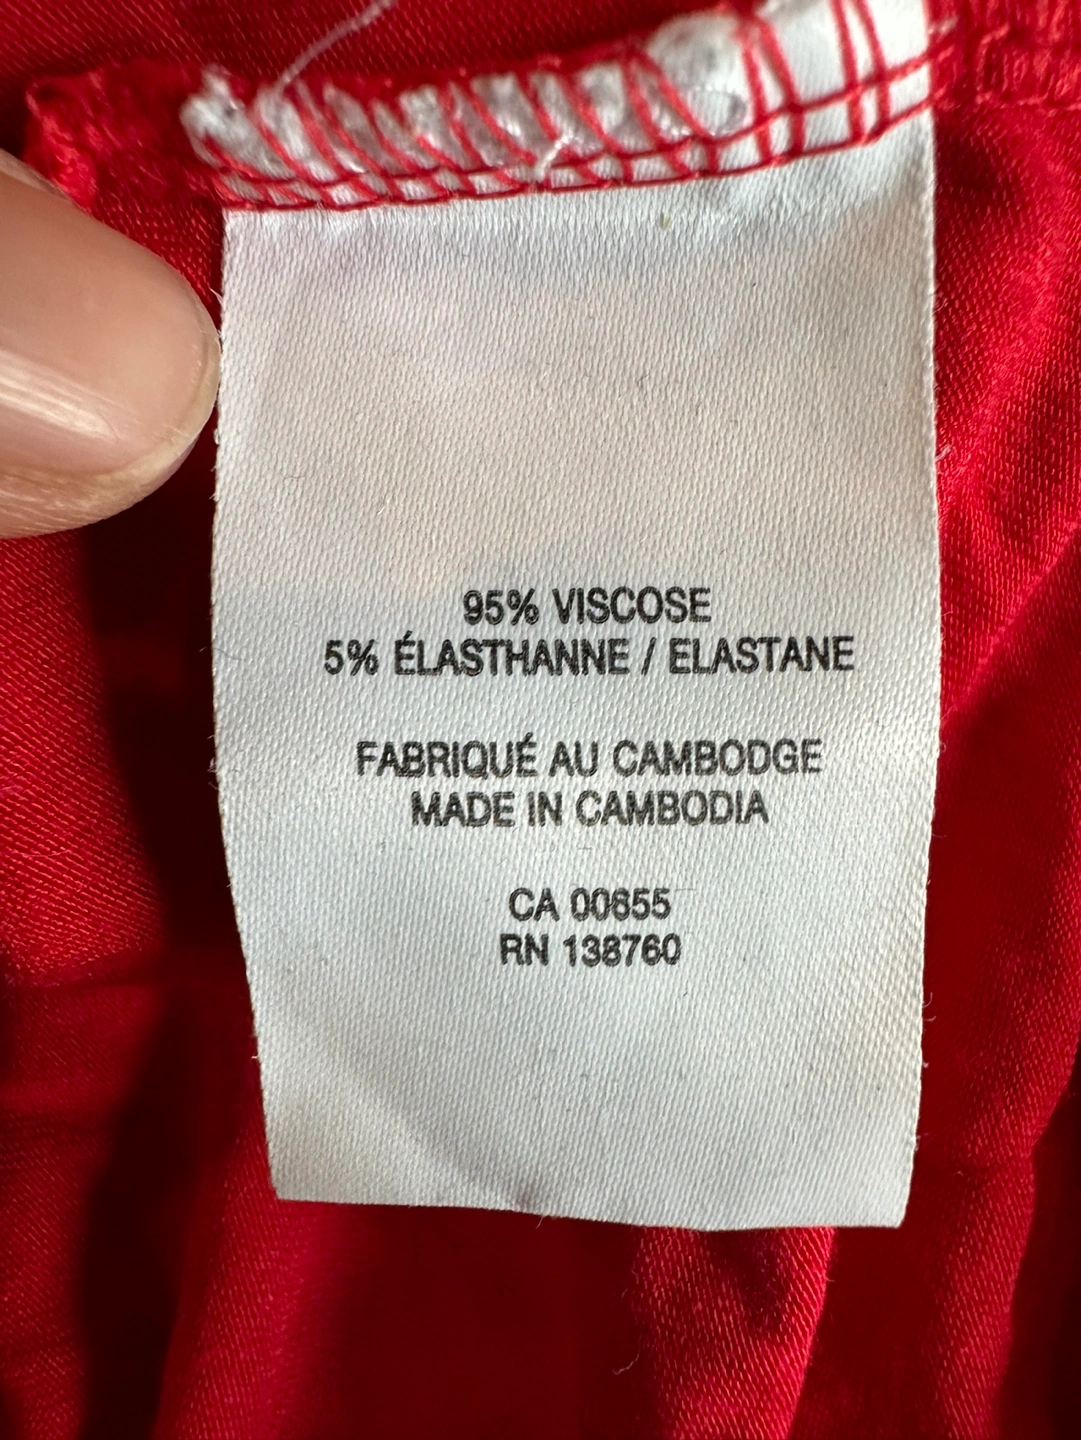 95% VISCOSE
5% ÉLASTHANNE / ELASTANE
FABRIQUÉ AU CAMBODGE
MADE IN CAMBODIA
CA 00655
RN 138760